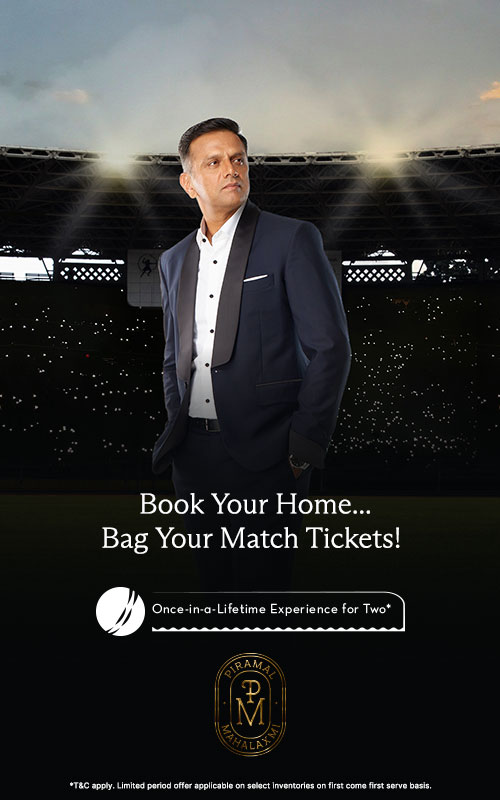 Book Your Home...
Bag Your Match Tickets!
Once-in-a-Lifetime Experience for Two*
PIRAMAL
PM
MAHALAXMI
*T&C apply. Limited period offer applicable on select inventories on first come first serve basis.